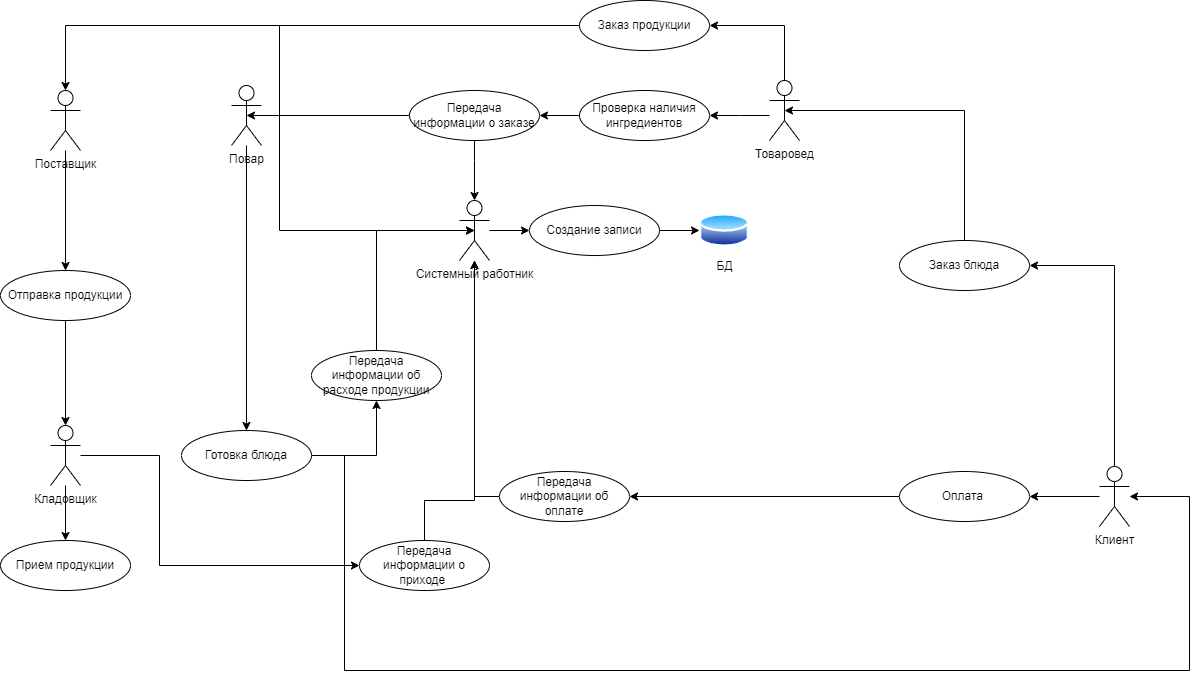 Заказ продукции
Передача
информации о заказе
Проверка наличия
ингредиентов
Поставщик
Повар
Товаровед
Создание записи
Системный работник
БД
Заказ блюда
Отправка продукции
Передача
информации об
расходе продукции
Готовка блюда
Кладовщик
Передача
информации об
оплате
Оплата
Клиент
Прием продукции
Передача
информации о
приходе